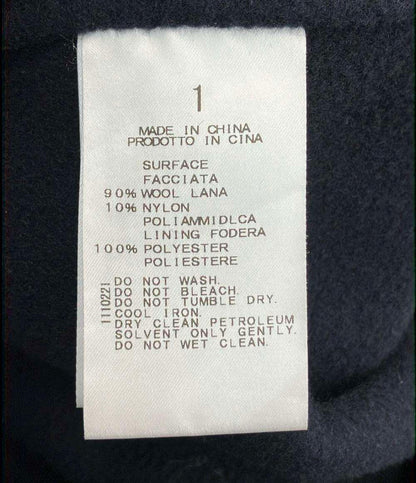 1
MADE IN CHINA
PRODOTTO IN CINA
SURFACE
FACCIATA
90% WOOL LANA
10% NYLON
POLIAMMIDLCA
LINING FODERA
100% POLYESTER
POLIESTERE
DO NOT WASH.
DO NOT BLEACH.
DO NOT TUMBLE DRY.
COOL IRON.
DRY CLEAN PETROLEUM
SOLVENT ONLY GENTLY.
DO NOT WET CLEAN.
1110221